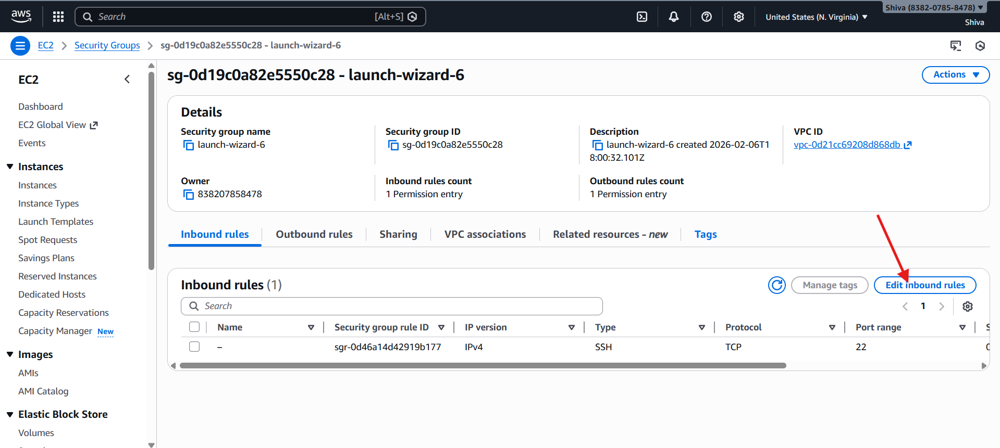 aws
Search
[Alt+S]
United States (N. Virginia)
Shiva (8382-0785-8478)
Shiva
EC2
Security Groups
sg-0d19c0a82e5550c28 - launch-wizard-6
EC2
Dashboard
EC2 Global View
Events
Instances
Instances
Instance Types
Launch Templates
Spot Requests
Savings Plans
Reserved Instances
Dedicated Hosts
Capacity Reservations
Capacity Manager New
Images
AMIs
AMI Catalog
Elastic Block Store
Volumes
sg-0d19c0a82e5550c28 - launch-wizard-6
Actions
Details
Security group name
launch-wizard-6
Security group ID
sg-0d19c0a82e5550c28
Description
launch-wizard-6 created 2026-02-06T1
8:00:32.101Z
VPC ID
vpc-0d21cc69208d868db
Owner
838207858478
Inbound rules count
1 Permission entry
Outbound rules count
1 Permission entry
Inbound rules
Outbound rules
Sharing
VPC associations
Related resources - new
Tags
Inbound rules (1)
Manage tags
Edit inbound rules
Search
1
Name
Security group rule ID
IP version
Type
Protocol
Port range
–
sgr-0d46a14d42919b177
IPv4
SSH
TCP
22